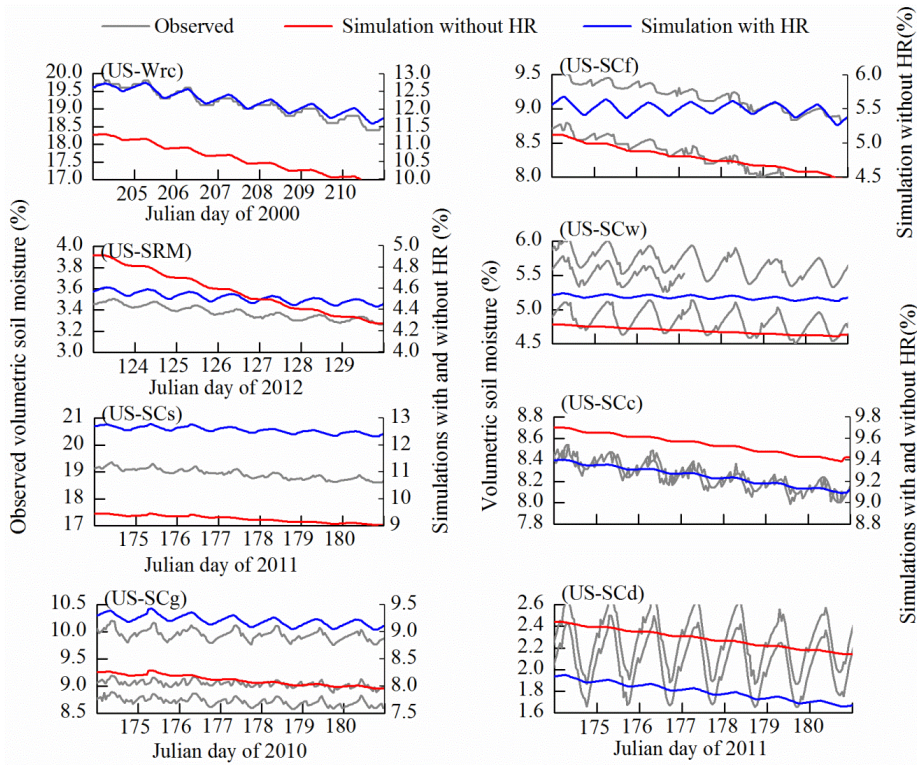 Observed Simulation without HR Simulation with HR
(US-Wrc)
20.0 19.5 19.0 18.5 18.0 17.5 17.0
13.0 12.5 12.0 11.5 11.0 10.5 10.0
205 206 207 208 209 210
Julian day of 2000
(US-SCf)
9.5 9.0 8.5 8.0
6.0 5.5 5.0 4.5
Simulation without HR(%)
(US-SRM)
4.0 3.8 3.6 3.4 3.2 3.0
5.0 4.8 4.6 4.4 4.2 4.0
124 125 126 127 128 129
Julian day of 2012
(US-SCw)
6.0 5.5 5.0 4.5
Observed volumetric soil moisture (%)
Simulations with and without HR (%)
Volumetric soil moisture (%)
(US-SCs)
21 20 19 18 17
13 12 11 10 9
175 176 177 178 179 180
Julian day of 2011
(US-SCc)
8.8 8.6 8.4 8.2 8.0 7.8
9.8 9.6 9.4 9.2 9.0 8.8
Simulations with and without HR(%)
(US-SCg)
10.5 10.0 9.5 9.0 8.5
9.5 9.0 8.5 8.0 7.5
175 176 177 178 179 180
Julian day of 2010
(US-SCd)
2.6 2.4 2.2 2.0 1.8 1.6
175 176 177 178 179 180
Julian day of 2011